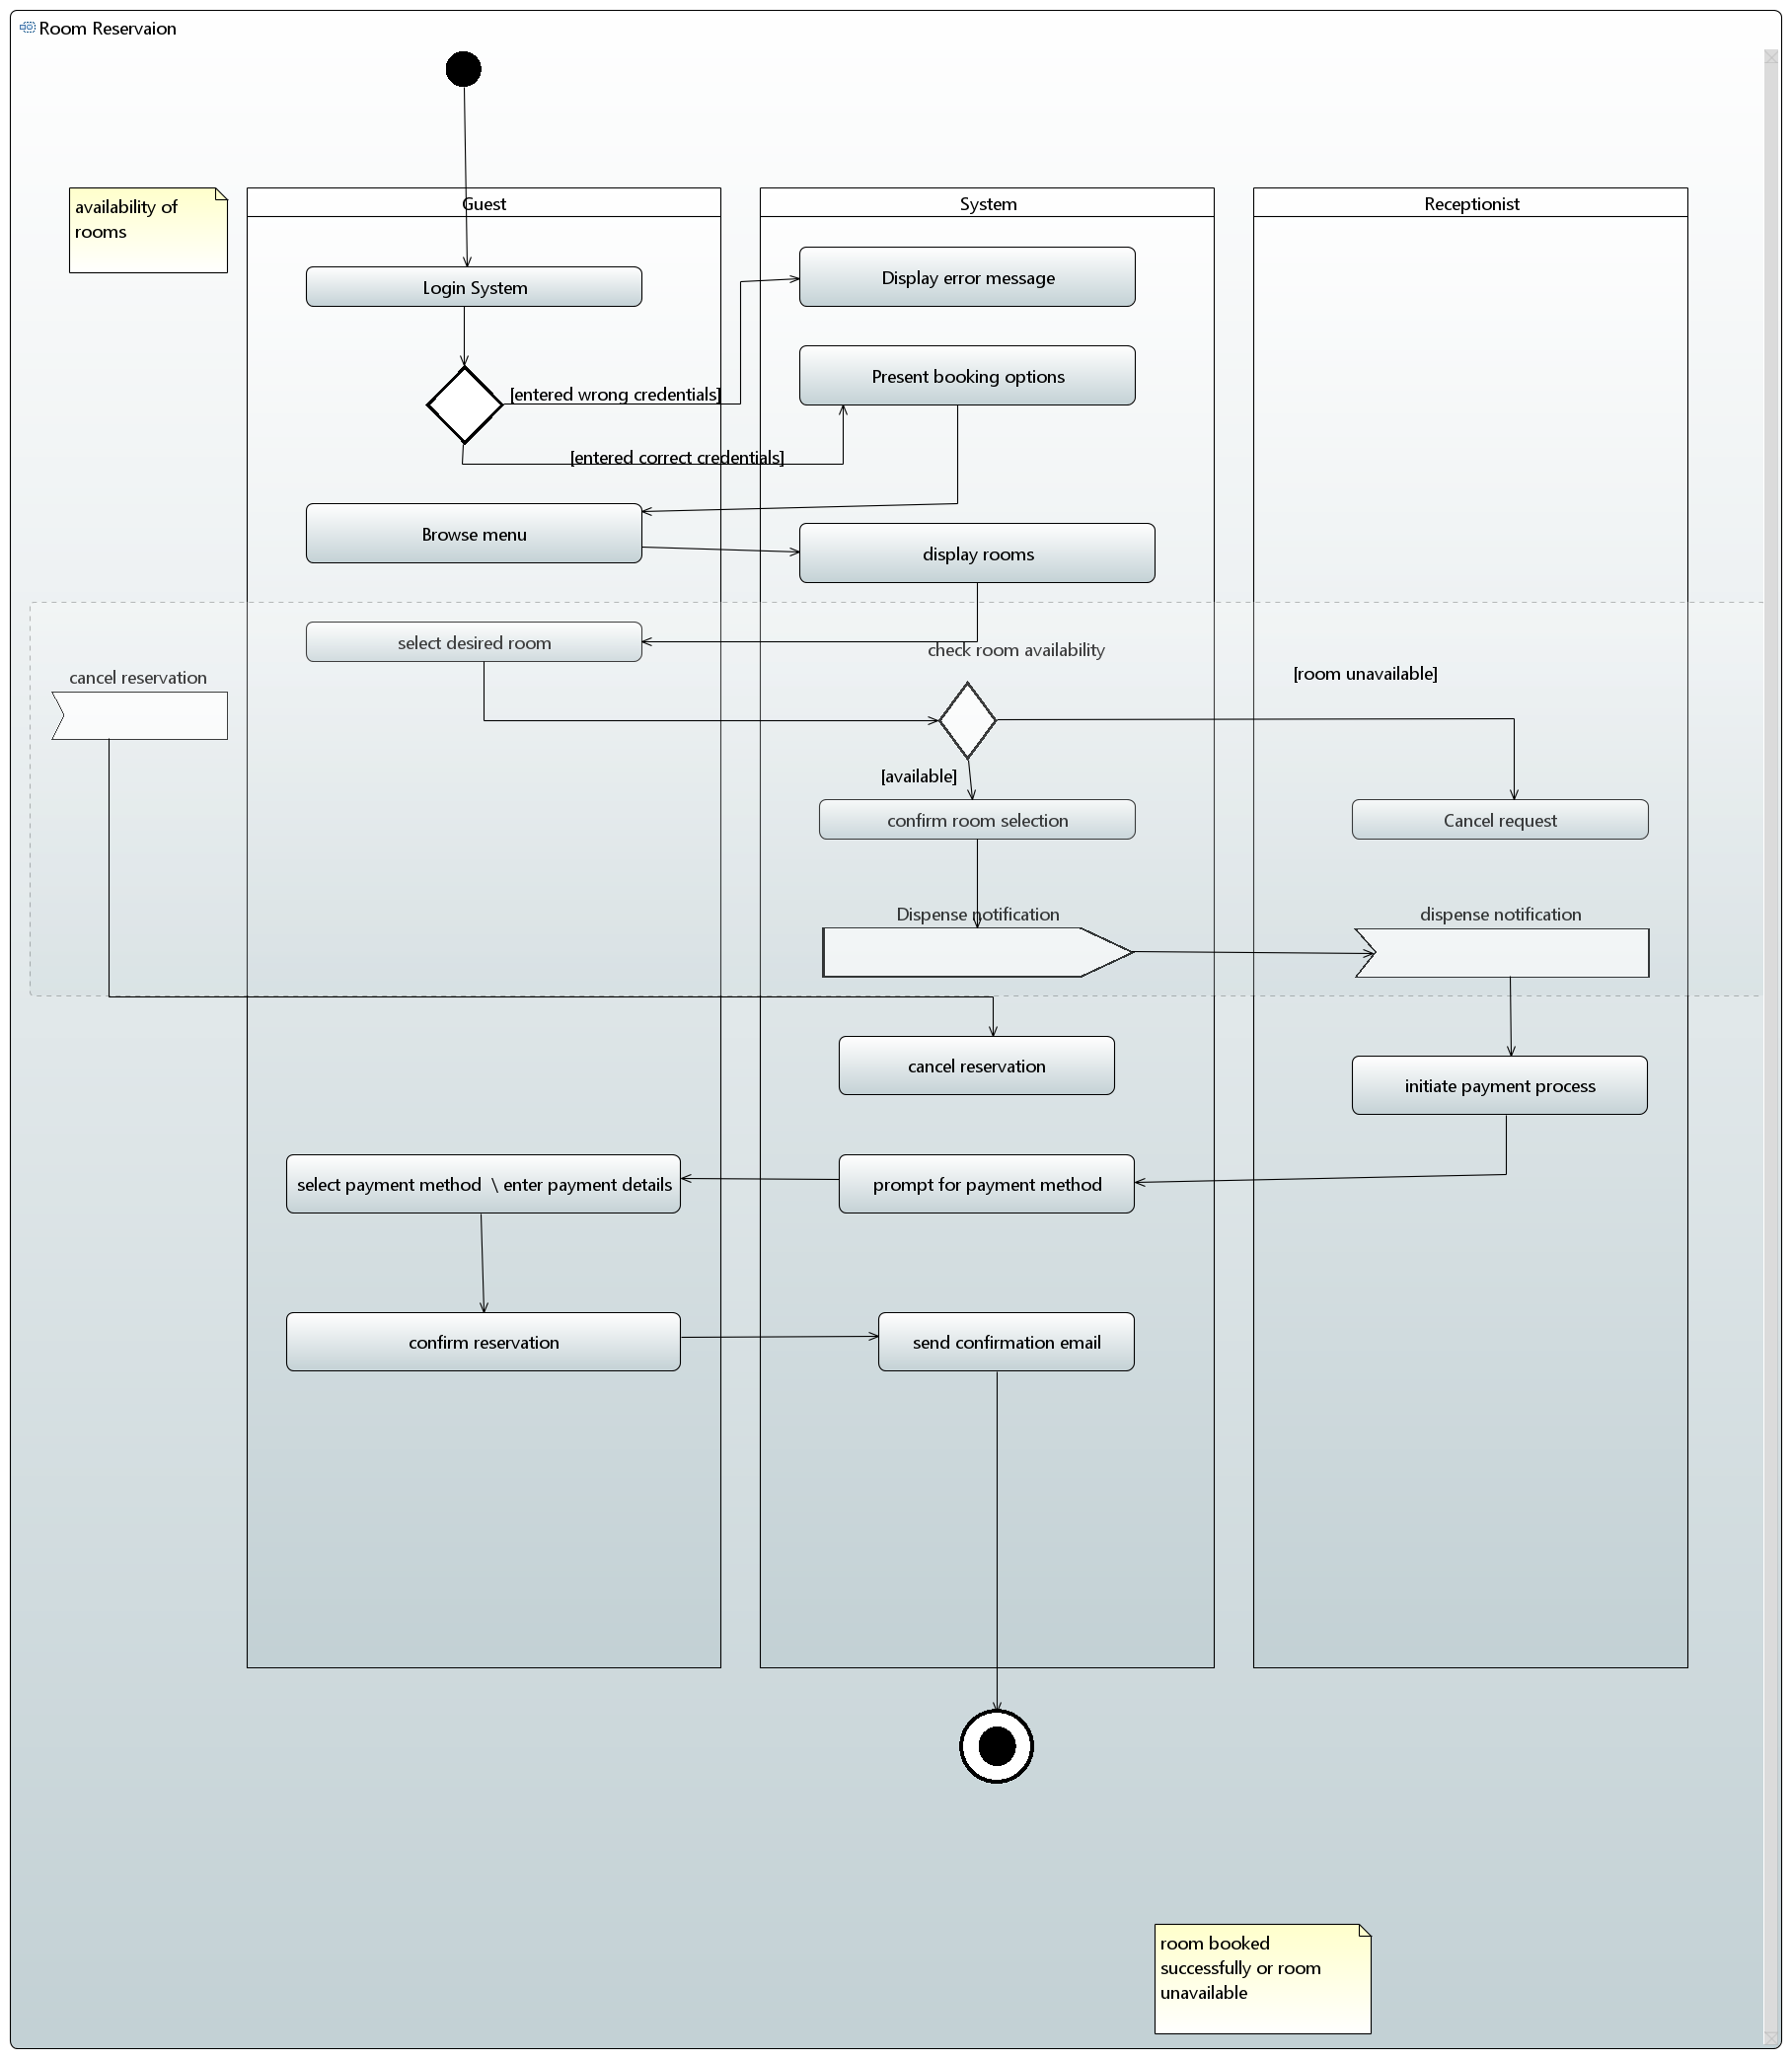 Room Reservaion
availability of
rooms
Guest
System
Receptionist
Login System
Display error message
Present booking options
[entered wrong credentials]
[entered correct credentials]
Browse menu
display rooms
select desired room
check room availability
cancel reservation
[room unavailable]
[available]
confirm room selection
Cancel request
Dispense notification
dispense notification
cancel reservation
initiate payment process
select payment method \ enter payment details
prompt for payment method
confirm reservation
send confirmation email
room booked
successfully or room
unavailable